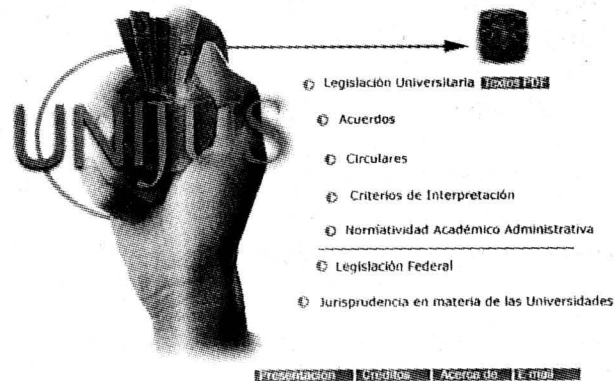 UNIJUS
Legislación Universitaria Textos PDF
Acuerdos
Circulares
Criterios de Interpretación
Normatividad Académico Administrativa
Legislación Federal
Jurisprudencia en materia de las Universidades
Presentación Créditos Acerca de E-mail